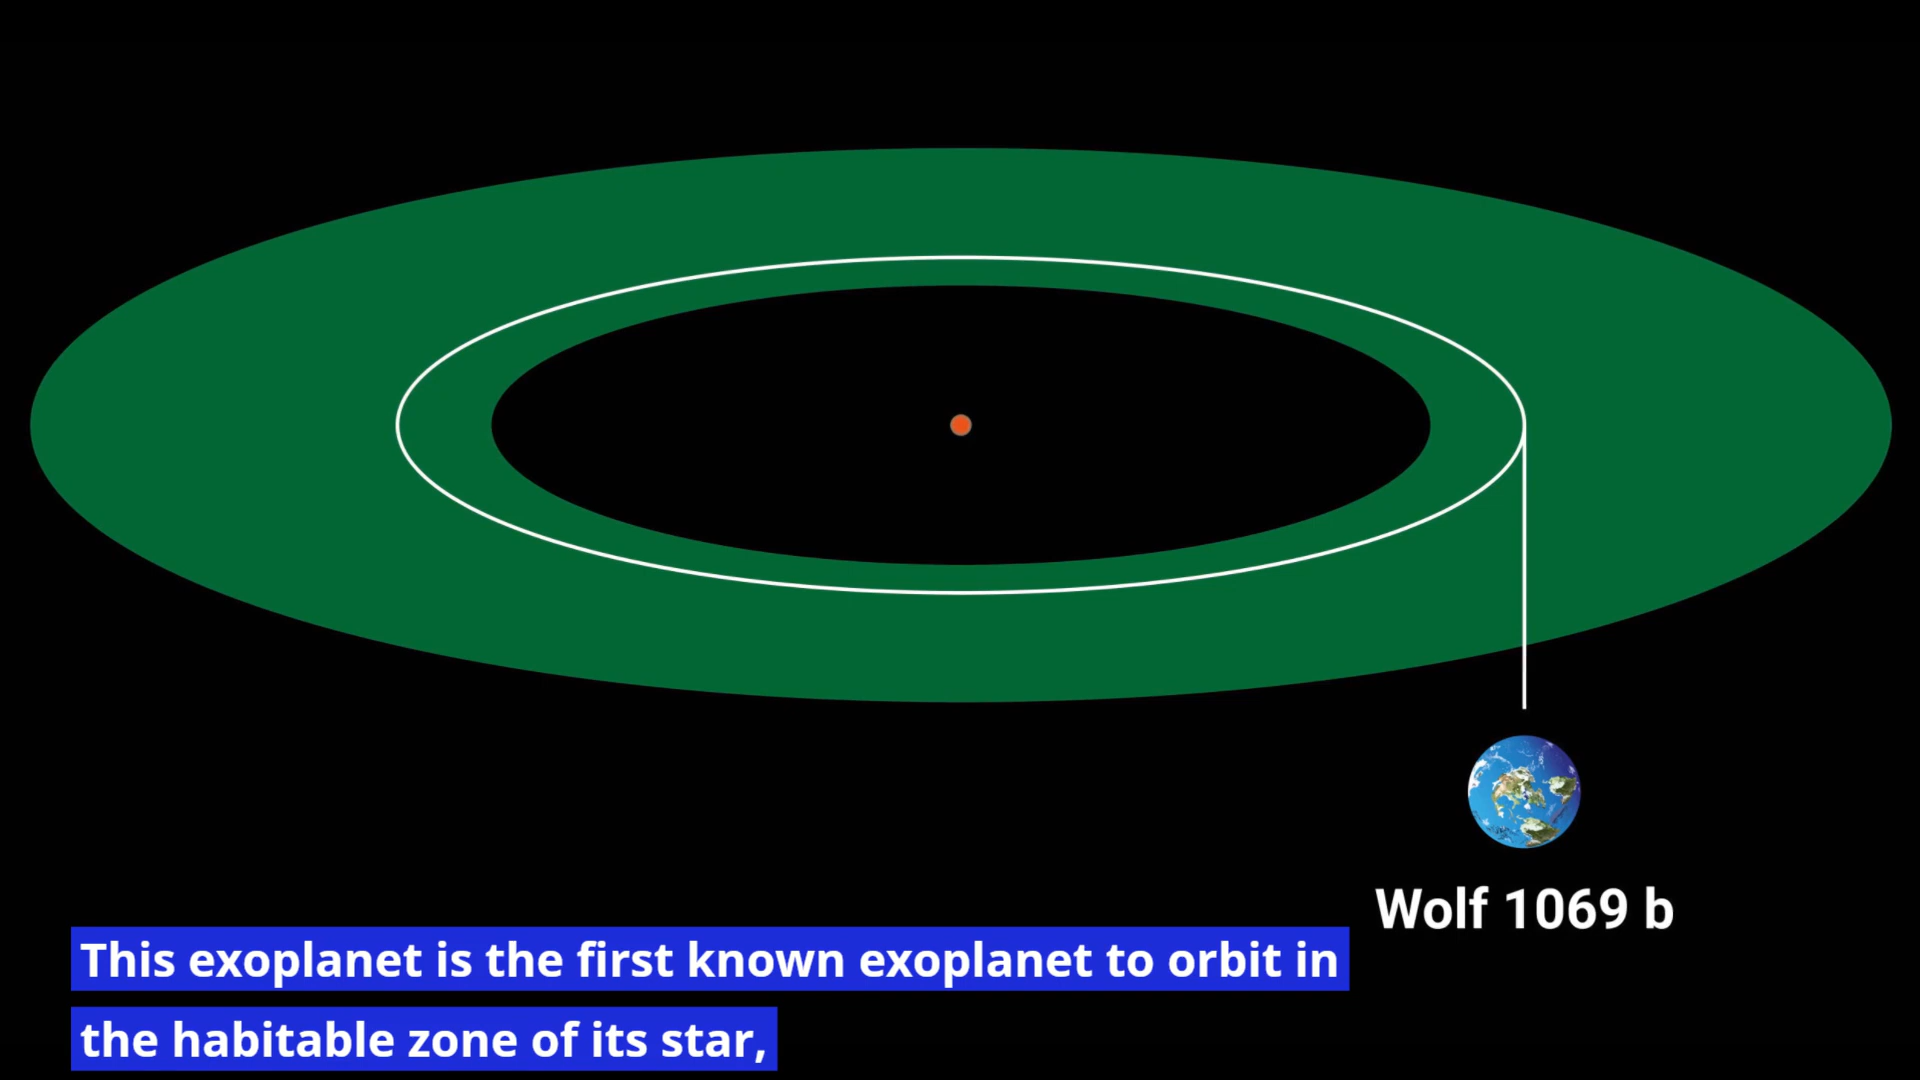 Wolf 1069 b
This exoplanet is the first known exoplanet to orbit in
the habitable zone of its star,